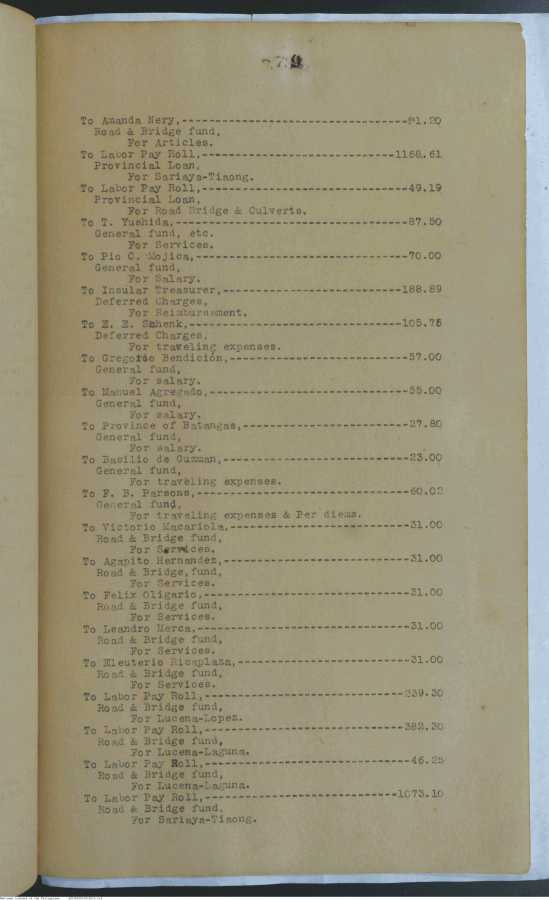 79
To Amanda Nery,----------------------------------91.20
Road & Bridge fund,
For Articles.
To Labor Pay Roll,-----------------------------1168.61
Provincial Loan,
For Sariaya-Tiaong.
To Labor Pay Roll,-------------------------------49.19
Provincial Loan,
For Road Bridge & Culverts.
To T. Yushida,-----------------------------------87.50
General fund, etc.
For Services.
To Pio C. Mojica,--------------------------------70.00
General fund,
For Salary.
To Insular Treasurer,---------------------------188.89
Deferred Charges,
For Reimbursement.
To E. E. Schenk,--------------------------------105.75
Deferred Charges,
For traveling expenses.
To Gregorio Bendición,---------------------------57.00
General fund,
For salary.
To Manuel Agregado,------------------------------55.00
General fund,
For salary.
To Province of Batangas,-------------------------27.80
General fund,
For salary.
To Basilio de Guzman,----------------------------23.00
General fund,
For traveling expenses.
To F. B. Parsons,--------------------------------60.02
General fund,
For traveling expenses & Per diems.
To Victorio Macariola,---------------------------31.00
Road & Bridge fund,
For Services.
To Agapito Hernandez,----------------------------31.00
Road & Bridge, fund,
For Services.
To Felix Oligario,-------------------------------31.00
Road & Bridge fund,
For Services.
To Leandro Merca,--------------------------------31.00
Road & Bridge fund,
For Services.
To Eleuterio Ricaplaza,--------------------------31.00
Road & Bridge fund,
For Services.
To Labor Pay Roll,------------------------------339.30
Road & Bridge fund,
For Lucena-Lopez.
To Labor Pay Roll,------------------------------382.30
Road & Bridge fund,
For Lucena-Laguna.
To Labor Pay Roll,-------------------------------46.25
Road & Bridge fund,
For Lucena-Laguna.
To Labor Pay Roll,-----------------------------1073.10
Road & Bridge fund,
For Sariaya-Tiaong.